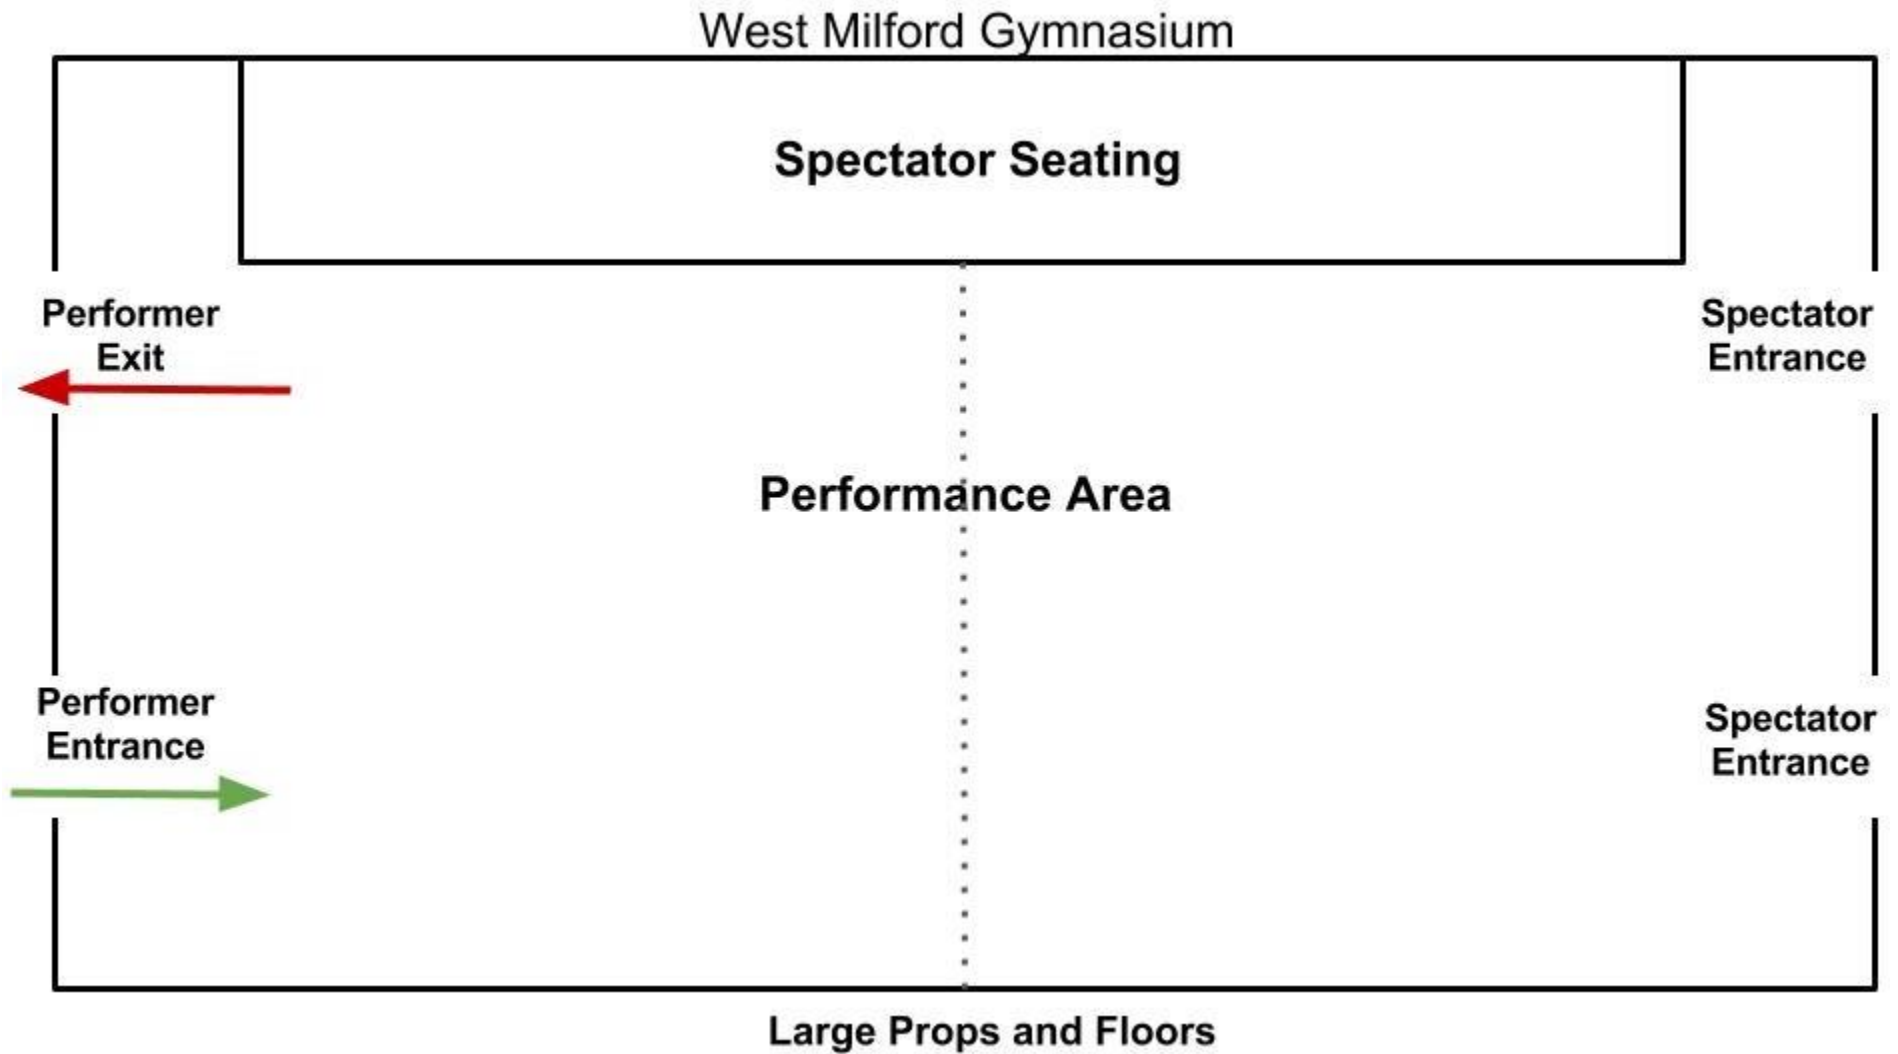 West Milford Gymnasium
Spectator Seating
Performer
Exit
Spectator
Entrance
Performance Area
Performer
Entrance
Spectator
Entrance
Large Props and Floors